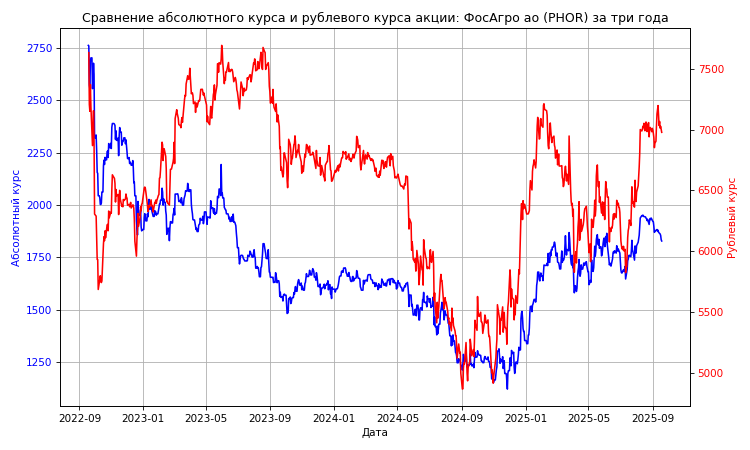 Сравнение абсолютного курса и рублевого курса акции: ФосАгро ао (PHOR) за три года
Абсолютный курс
2750
2500
2250
2000
1750
1500
1250
7500
7000
6500
6000
5500
5000
Рублевый курс
2022-09 2023-01 2023-05 2023-09 2024-01 2024-05 2024-09 2025-01 2025-05 2025-09
Дата